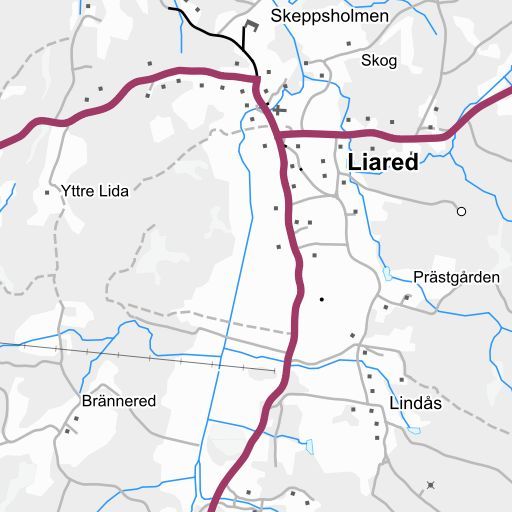 Skeppsholmen
Skog
Liared
Yttre Lida
Prästgården
Brännered
Lindås